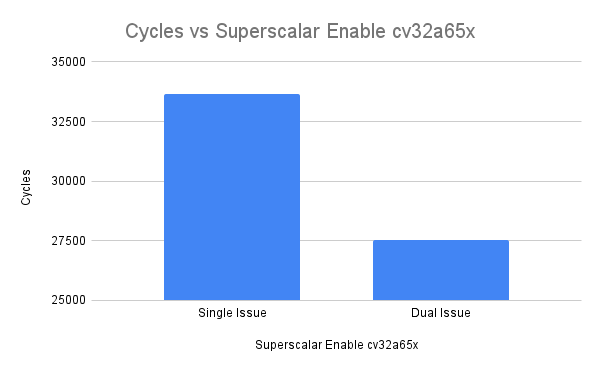 Cycles vs Superscalar Enable cv32a65x
35000
32500
30000
27500
25000
Cycles
Single Issue
Dual Issue
Superscalar Enable cv32a65x